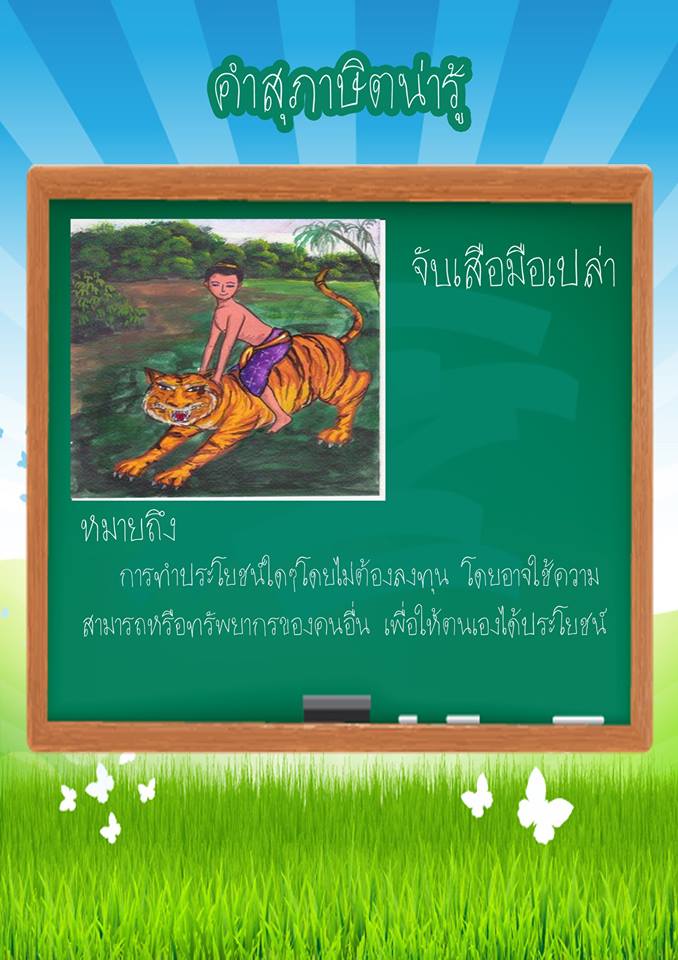 คำสุภาษิตน่ารู้
จับเสือมือเปล่า
หมายถึง
การทำประโยชน์ใดๆโดยไม่ต้องลงทุน โดยอาจใช้ความ
สามารถหรือทรัพยากรของคนอื่น เพื่อให้ตนเองได้ประโยชน์